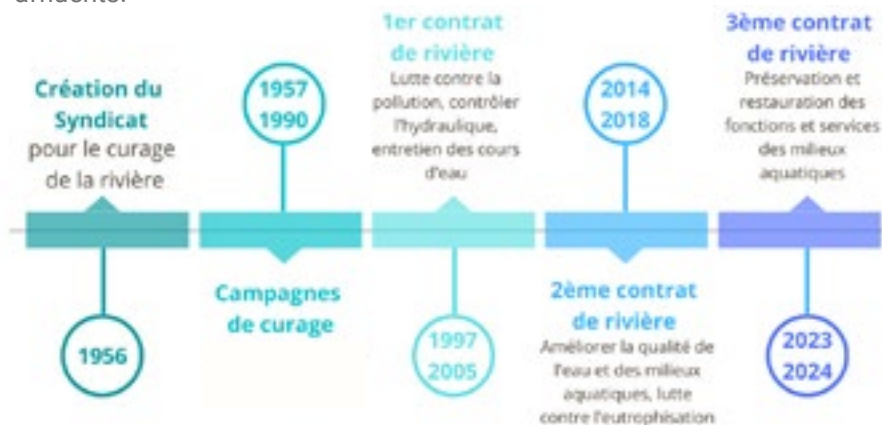 Création du
Syndicat
pour le curage
de la rivière
1956
1957
1990
Campagnes
de curage
1er contrat
de rivière
Lutte contre la
pollution, contrôler
l'hydraulique,
entretien des cours
d'eau
1997
2005
2014
2018
2ème contrat
de rivière
Améliorer la qualité de
l'eau et des milieux
aquatiques, lutte
contre l'eutrophisation
3ème contrat
de rivière
Préservation et
restauration des
fonctions et services
des milieux
aquatiques
2023
2024